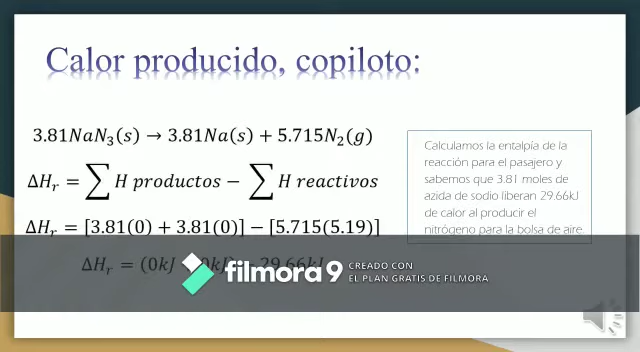 Calor producido, copiloto:
3.81NaN₃(s) → 3.81Na(s) + 5.715N₂(g)
ΔHᵣ = ∑ H productos − ∑ H reactivos
ΔHᵣ = [3.81(0) + 3.81(0)] − [5.715(5.19)]
ΔHᵣ = (0kJ 0kJ) 29.66kJ
Calculamos la entalpía de la
reacción para el pasajero y
sabemos que 3.81 moles de
azida de sodio liberan 29.66kJ
de calor al producir el
nitrógeno para la bolsa de aire.
filmora9
CREADO CON
EL PLAN GRATIS DE FILMORA